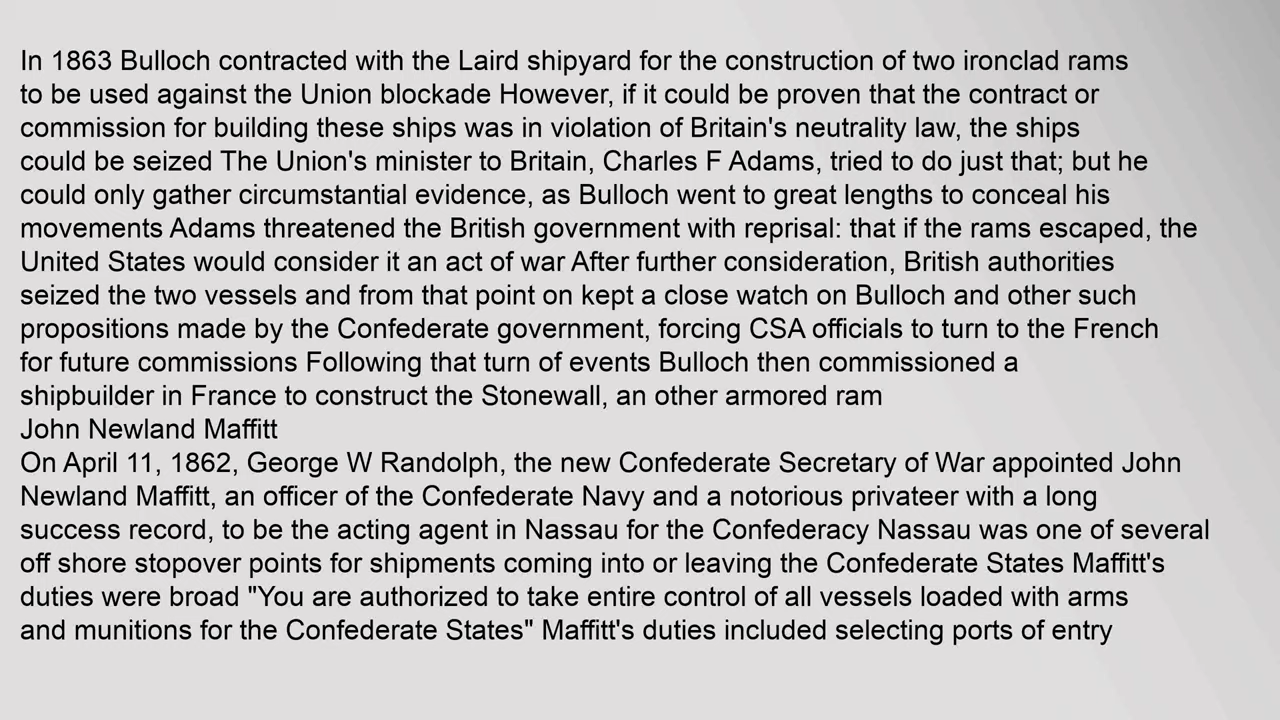 In 1863 Bulloch contracted with the Laird shipyard for the construction of two ironclad rams
to be used against the Union blockade However, if it could be proven that the contract or
commission for building these ships was in violation of Britain's neutrality law, the ships
could be seized The Union's minister to Britain, Charles F Adams, tried to do just that; but he
could only gather circumstantial evidence, as Bulloch went to great lengths to conceal his
movements Adams threatened the British government with reprisal: that if the rams escaped, the
United States would consider it an act of war After further consideration, British authorities
seized the two vessels and from that point on kept a close watch on Bulloch and other such
propositions made by the Confederate government, forcing CSA officials to turn to the French
for future commissions Following that turn of events Bulloch then commissioned a
shipbuilder in France to construct the Stonewall, an other armored ram
John Newland Maffitt
On April 11, 1862, George W Randolph, the new Confederate Secretary of War appointed John
Newland Maffitt, an officer of the Confederate Navy and a notorious privateer with a long
success record, to be the acting agent in Nassau for the Confederacy Nassau was one of several
off shore stopover points for shipments coming into or leaving the Confederate States Maffitt's
duties were broad "You are authorized to take entire control of all vessels loaded with arms
and munitions for the Confederate States" Maffitt's duties included selecting ports of entry